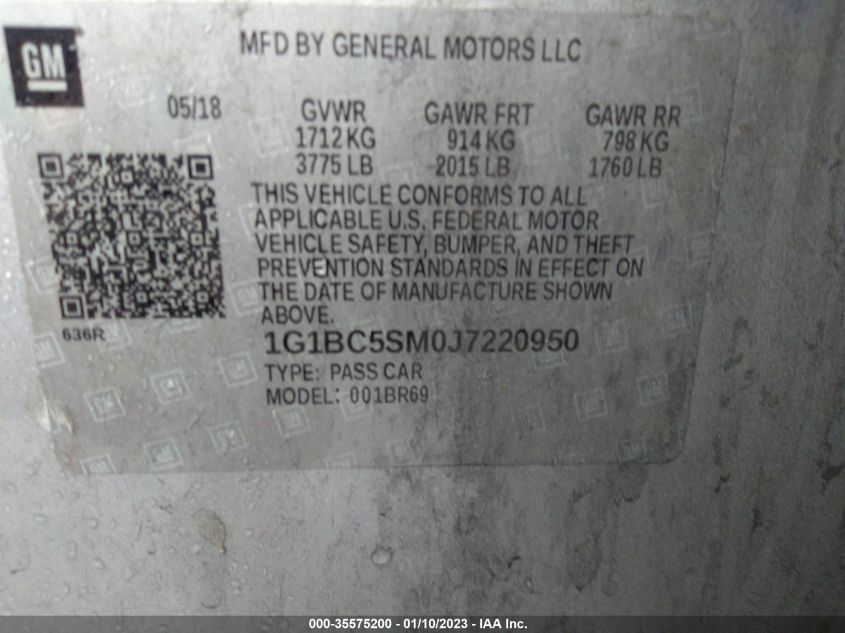 GM
MFD BY GENERAL MOTORS LLC
05/18 GVWR GAWR FRT GAWR RR
1712 KG 914 KG 798 KG
3775 LB 2015 LB 1760 LB
THIS VEHICLE CONFORMS TO ALL
APPLICABLE U.S. FEDERAL MOTOR
VEHICLE SAFETY, BUMPER, AND THEFT
PREVENTION STANDARDS IN EFFECT ON
THE DATE OF MANUFACTURE SHOWN
ABOVE.
636R
1G1BC5SM0J7220950
TYPE: PASS CAR
MODEL: 001BR69
000-35575200 - 01/10/2023 - IAA Inc.